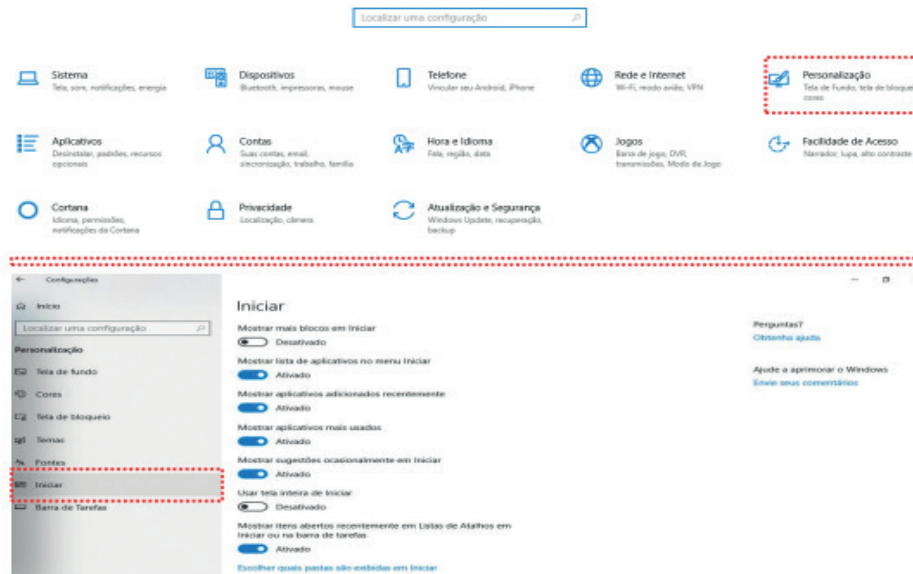 Localizar uma configuração
Sistema
Tela, som, notificações, energia
Dispositivos
Bluetooth, impressoras, mouse
Telefone
Vincular seu Android, iPhone
Rede e Internet
Wi-Fi, modo avião, VPN
Personalização
Tela de Fundo, tela de bloqueio
cores
Aplicativos
Desinstalar, padrões, recursos
opcionais
Contas
Suas contas, email,
sincronização, trabalho, família
Hora e Idioma
Fala, região, data
Jogos
Barra de jogo, DVR,
transmissões, Modo de Jogo
Facilidade de Acesso
Narrador, lupa, alto contraste
Cortana
Idioma, permissões,
notificações da Cortana
Privacidade
Localização, câmera
Atualização e Segurança
Windows Update, recuperação,
backup
Configurações
Início
Localizar uma configuração
Personalização
Tela de fundo
Cores
Tela de bloqueio
Temas
Fontes
Iniciar
Barra de Tarefas
Iniciar
Mostrar mais blocos em Iniciar
Desativado
Mostrar lista de aplicativos no menu Iniciar
Ativado
Mostrar aplicativos adicionados recentemente
Ativado
Mostrar aplicativos mais usados
Ativado
Mostrar sugestões ocasionalmente em Iniciar
Ativado
Usar tela inteira de Iniciar
Desativado
Mostrar itens abertos recentemente em Listas de Atalhos em
Iniciar ou na barra de tarefas
Ativado
Escolher quais pastas são exibidas em Iniciar
Perguntas?
Obtenha ajuda
Ajude a aprimorar o Windows
Envie seus comentários